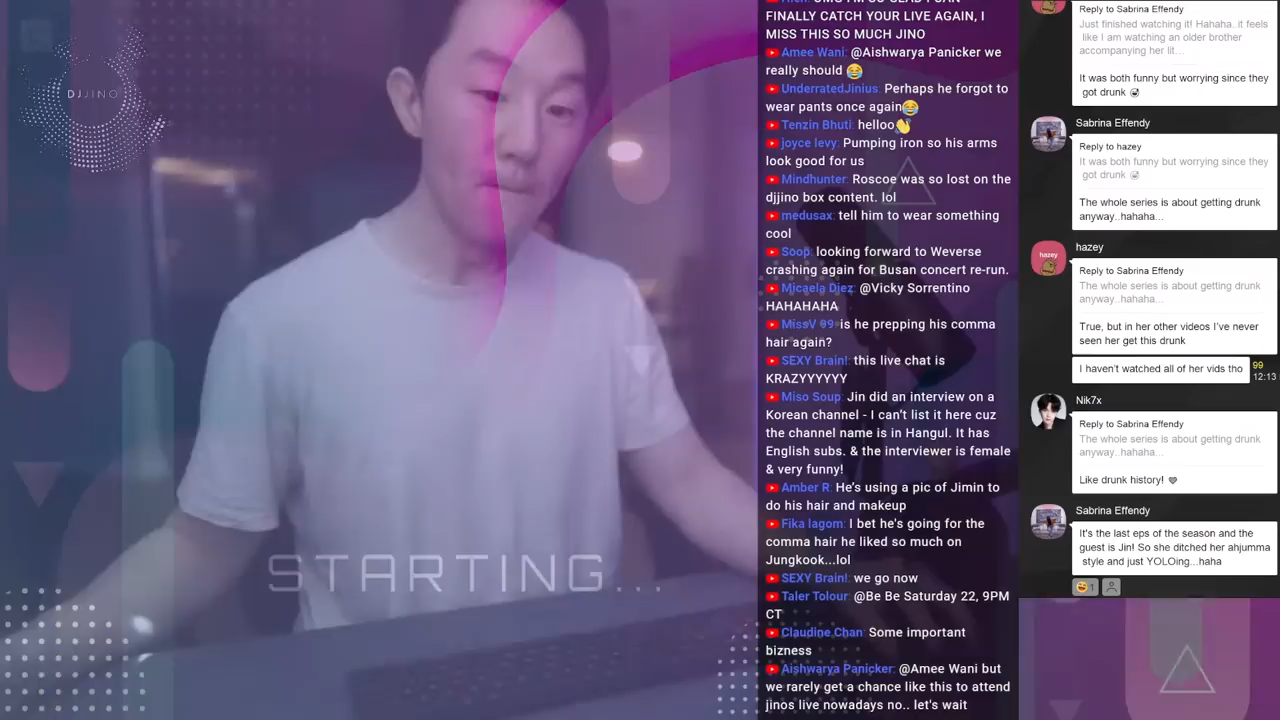 DJJINO
STARTING...
FINALLY CATCH YOUR LIVE AGAIN, I
MISS THIS SO MUCH JINO
Amee Wani: @Aishwarya Panicker we
really should 😂
UnderratedJinius: Perhaps he forgot to
wear pants once again😂
Tenzin Bhuti: helloo👋
joyce levy: Pumping iron so his arms
look good for us
Mindhunter: Roscoe was so lost on the
djjino box content. lol
medusax: tell him to wear something
cool
Soop: looking forward to Weverse
crashing again for Busan concert re-run.
Micaela Diez: @Vicky Sorrentino
HAHAHAHA
MissV 99: is he prepping his comma
hair again?
SEXY Brain!: this live chat is
KRAZYYYYYY
Miso Soup: Jin did an interview on a
Korean channel - I can't list it here cuz
the channel name is in Hangul. It has
English subs. & the interviewer is female
& very funny!
Amber R: He's using a pic of Jimin to
do his hair and makeup
Fika lagom: I bet he's going for the
comma hair he liked so much on
Jungkook...lol
SEXY Brain!: we go now
Taler Tolour: @Be Be Saturday 22, 9PM
CT
Claudine Chan: Some important
bizness
Aishwarya Panicker: @Amee Wani but
we rarely get a chance like this to attend
jinos live nowadays no.. let's wait
Reply to Sabrina Effendy
Just finished watching it! Hahaha..it feels
like I am watching an older brother
accompanying her lit...
It was both funny but worrying since they
got drunk 😅
Sabrina Effendy
Reply to hazey
It was both funny but worrying since they
got drunk 😅
The whole series is about getting drunk
anyway..hahaha...
hazey
hazey
Reply to Sabrina Effendy
The whole series is about getting drunk
anyway..hahaha...
True, but in her other videos I've never
seen her get this drunk
I haven't watched all of her vids tho
99
12:13
Nik7x
Reply to Sabrina Effendy
The whole series is about getting drunk
anyway..hahaha...
Like drunk history! 🖤
Sabrina Effendy
It's the last eps of the season and the
guest is Jin! So she ditched her ahjumma
style and just YOLOing...haha
1